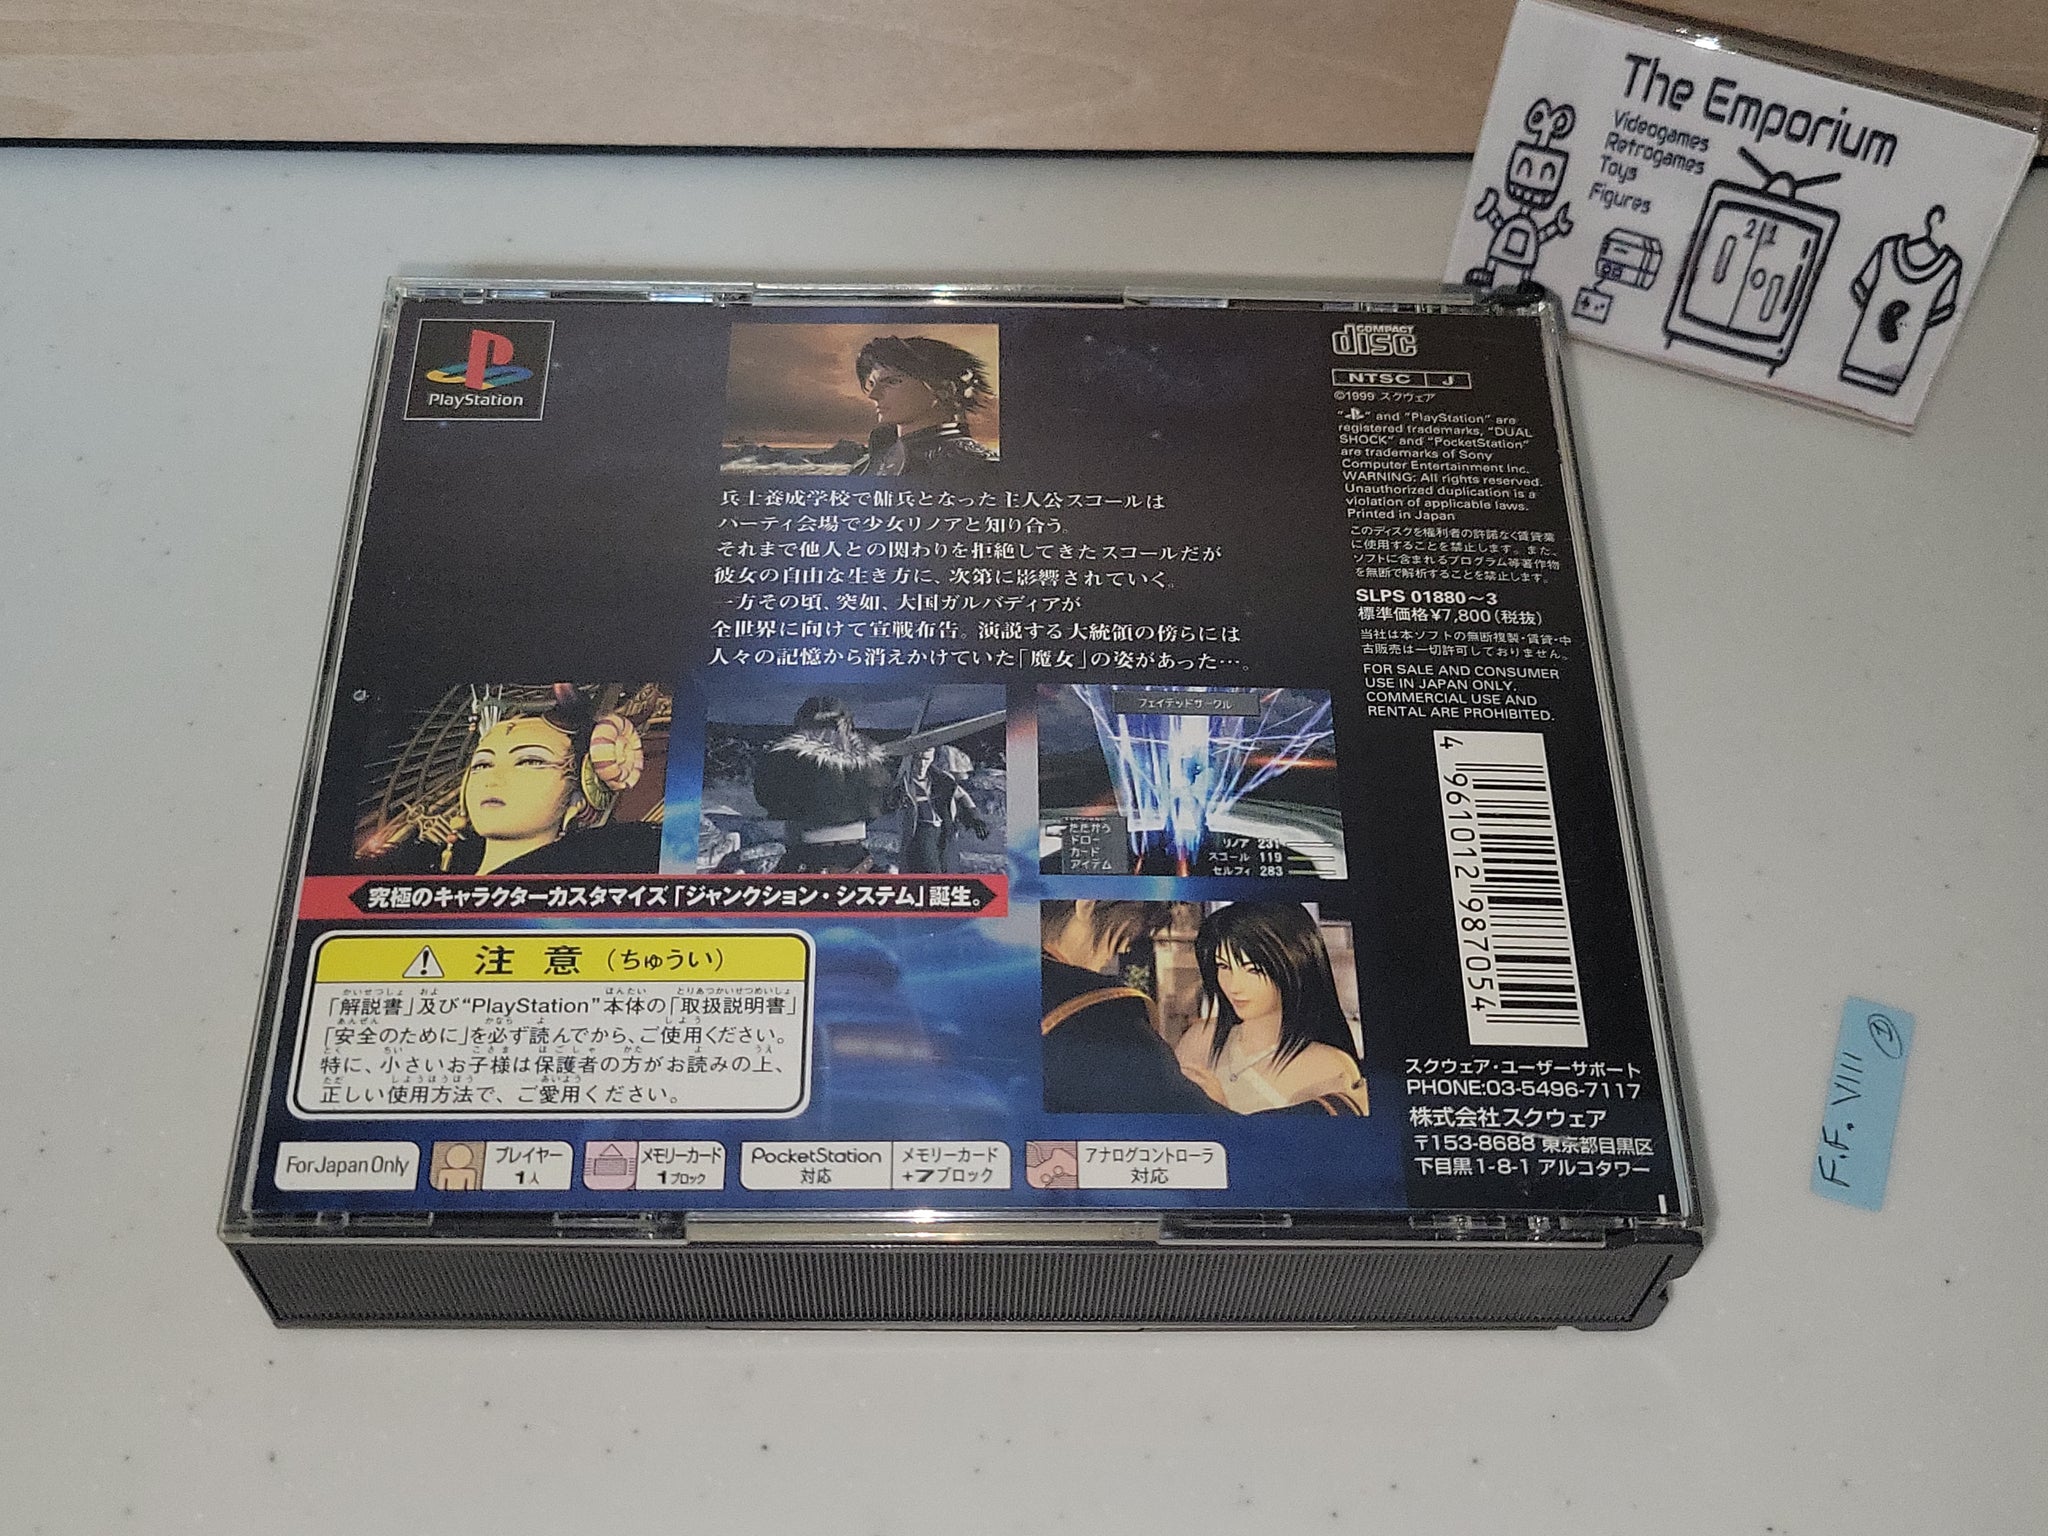 The Emporium
Videogames
Retrogames
Toys
Figures
21
PlayStation
兵士養成学校で傭兵となった主人公スコールは
パーティ会場で少女リノアと知り合う。
それまで他人との関わりを拒絶してきたスコールだが
彼女の自由な生き方に、次第に影響されていく。
一方その頃、突如、大国ガルバディアが
全世界に向けて宣戦布告。演説する大統領の傍らには
人々の記憶から消えかけていた「魔女」の姿があった…。
フェイテッドサークル
たたかう
ドロー
カード
アイテム
リノア 231
スコール 119
セルフィ 283
究極のキャラクターカスタマイズ「ジャンクション・システム」誕生。
注意（ちゅうい）
「解説書」及び“PlayStation”本体の「取扱説明書」
「安全のために」を必ず読んでから、ご使用ください。
特に、小さいお子様は保護者の方がお読みの上、
正しい使用方法で、ご愛用ください。
For Japan Only
プレイヤー
1人
メモリーカード
1ブロック
PocketStation
対応
メモリーカード
+7ブロック
アナログコントローラ
対応
COMPACT
disc
NTSC J
©1999 スクウェア
" " and "PlayStation" are
registered trademarks, "DUAL
SHOCK" and "PocketStation"
are trademarks of Sony
Computer Entertainment Inc.
WARNING: All rights reserved.
Unauthorized duplication is a
violation of applicable laws.
Printed in Japan
このディスクを権利者の許諾なく賃貸業
に使用することを禁止します。また、
ソフトに含まれるプログラム等著作物
を無断で解析することを禁止します。
SLPS 01880~3
標準価格¥7,800(税抜)
当社は本ソフトの無断複製・賃貸・中
古販売は一切許可しておりません。
FOR SALE AND CONSUMER
USE IN JAPAN ONLY.
COMMERCIAL USE AND
RENTAL ARE PROHIBITED.
4 961012 987054
スクウェア・ユーザーサポート
PHONE:03-5496-7117
株式会社スクウェア
〒153-8688 東京都目黒区
下目黒1-8-1 アルコタワー
F.F. VIII